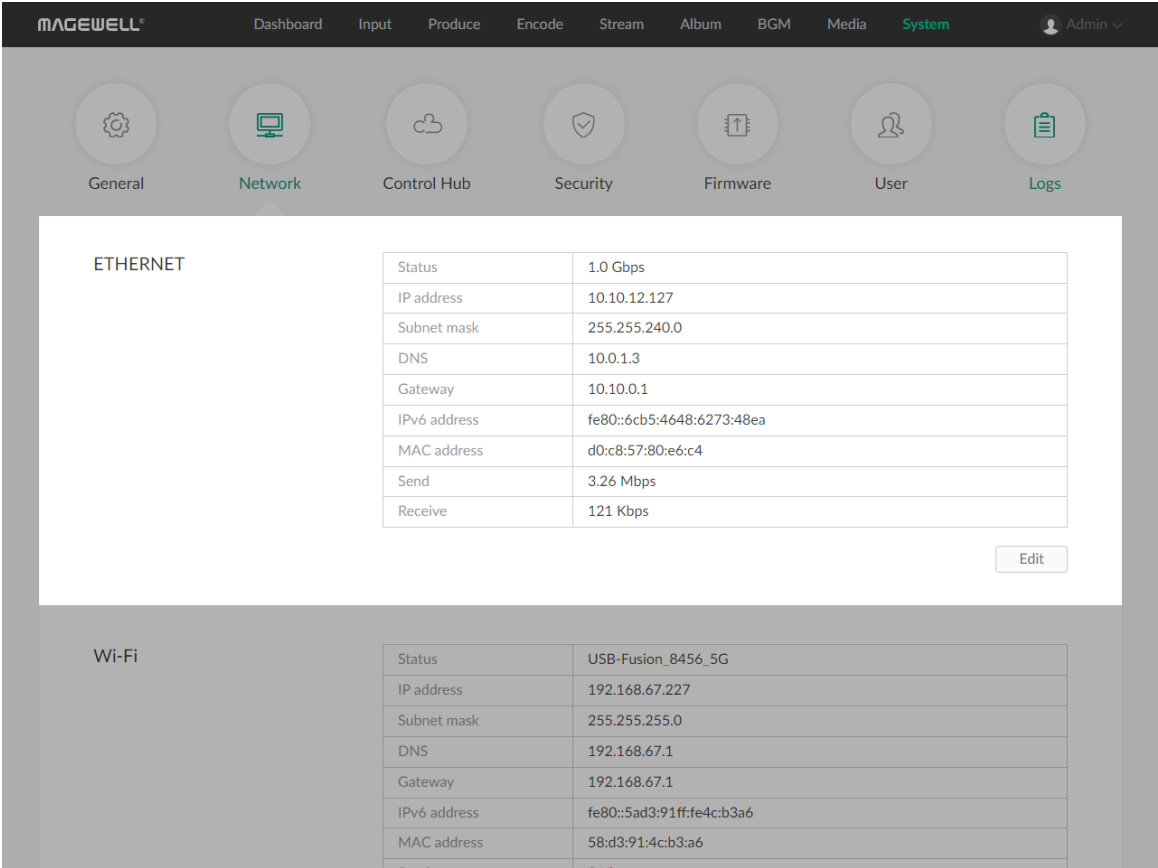 MAGEWELL®
Dashboard Input Produce Encode Stream Album BGM Media System Admin
General Network Control Hub Security Firmware User Logs
ETHERNET
Status 1.0 Gbps
IP address 10.10.12.127
Subnet mask 255.255.240.0
DNS 10.0.1.3
Gateway 10.10.0.1
IPv6 address fe80::6cb5:4648:6273:48ea
MAC address d0:c8:57:80:e6:c4
Send 3.26 Mbps
Receive 121 Kbps
Edit
Wi-Fi
Status USB-Fusion_8456_5G
IP address 192.168.67.227
Subnet mask 255.255.255.0
DNS 192.168.67.1
Gateway 192.168.67.1
IPv6 address fe80::5ad3:91ff:fe4c:b3a6
MAC address 58:d3:91:4c:b3:a6